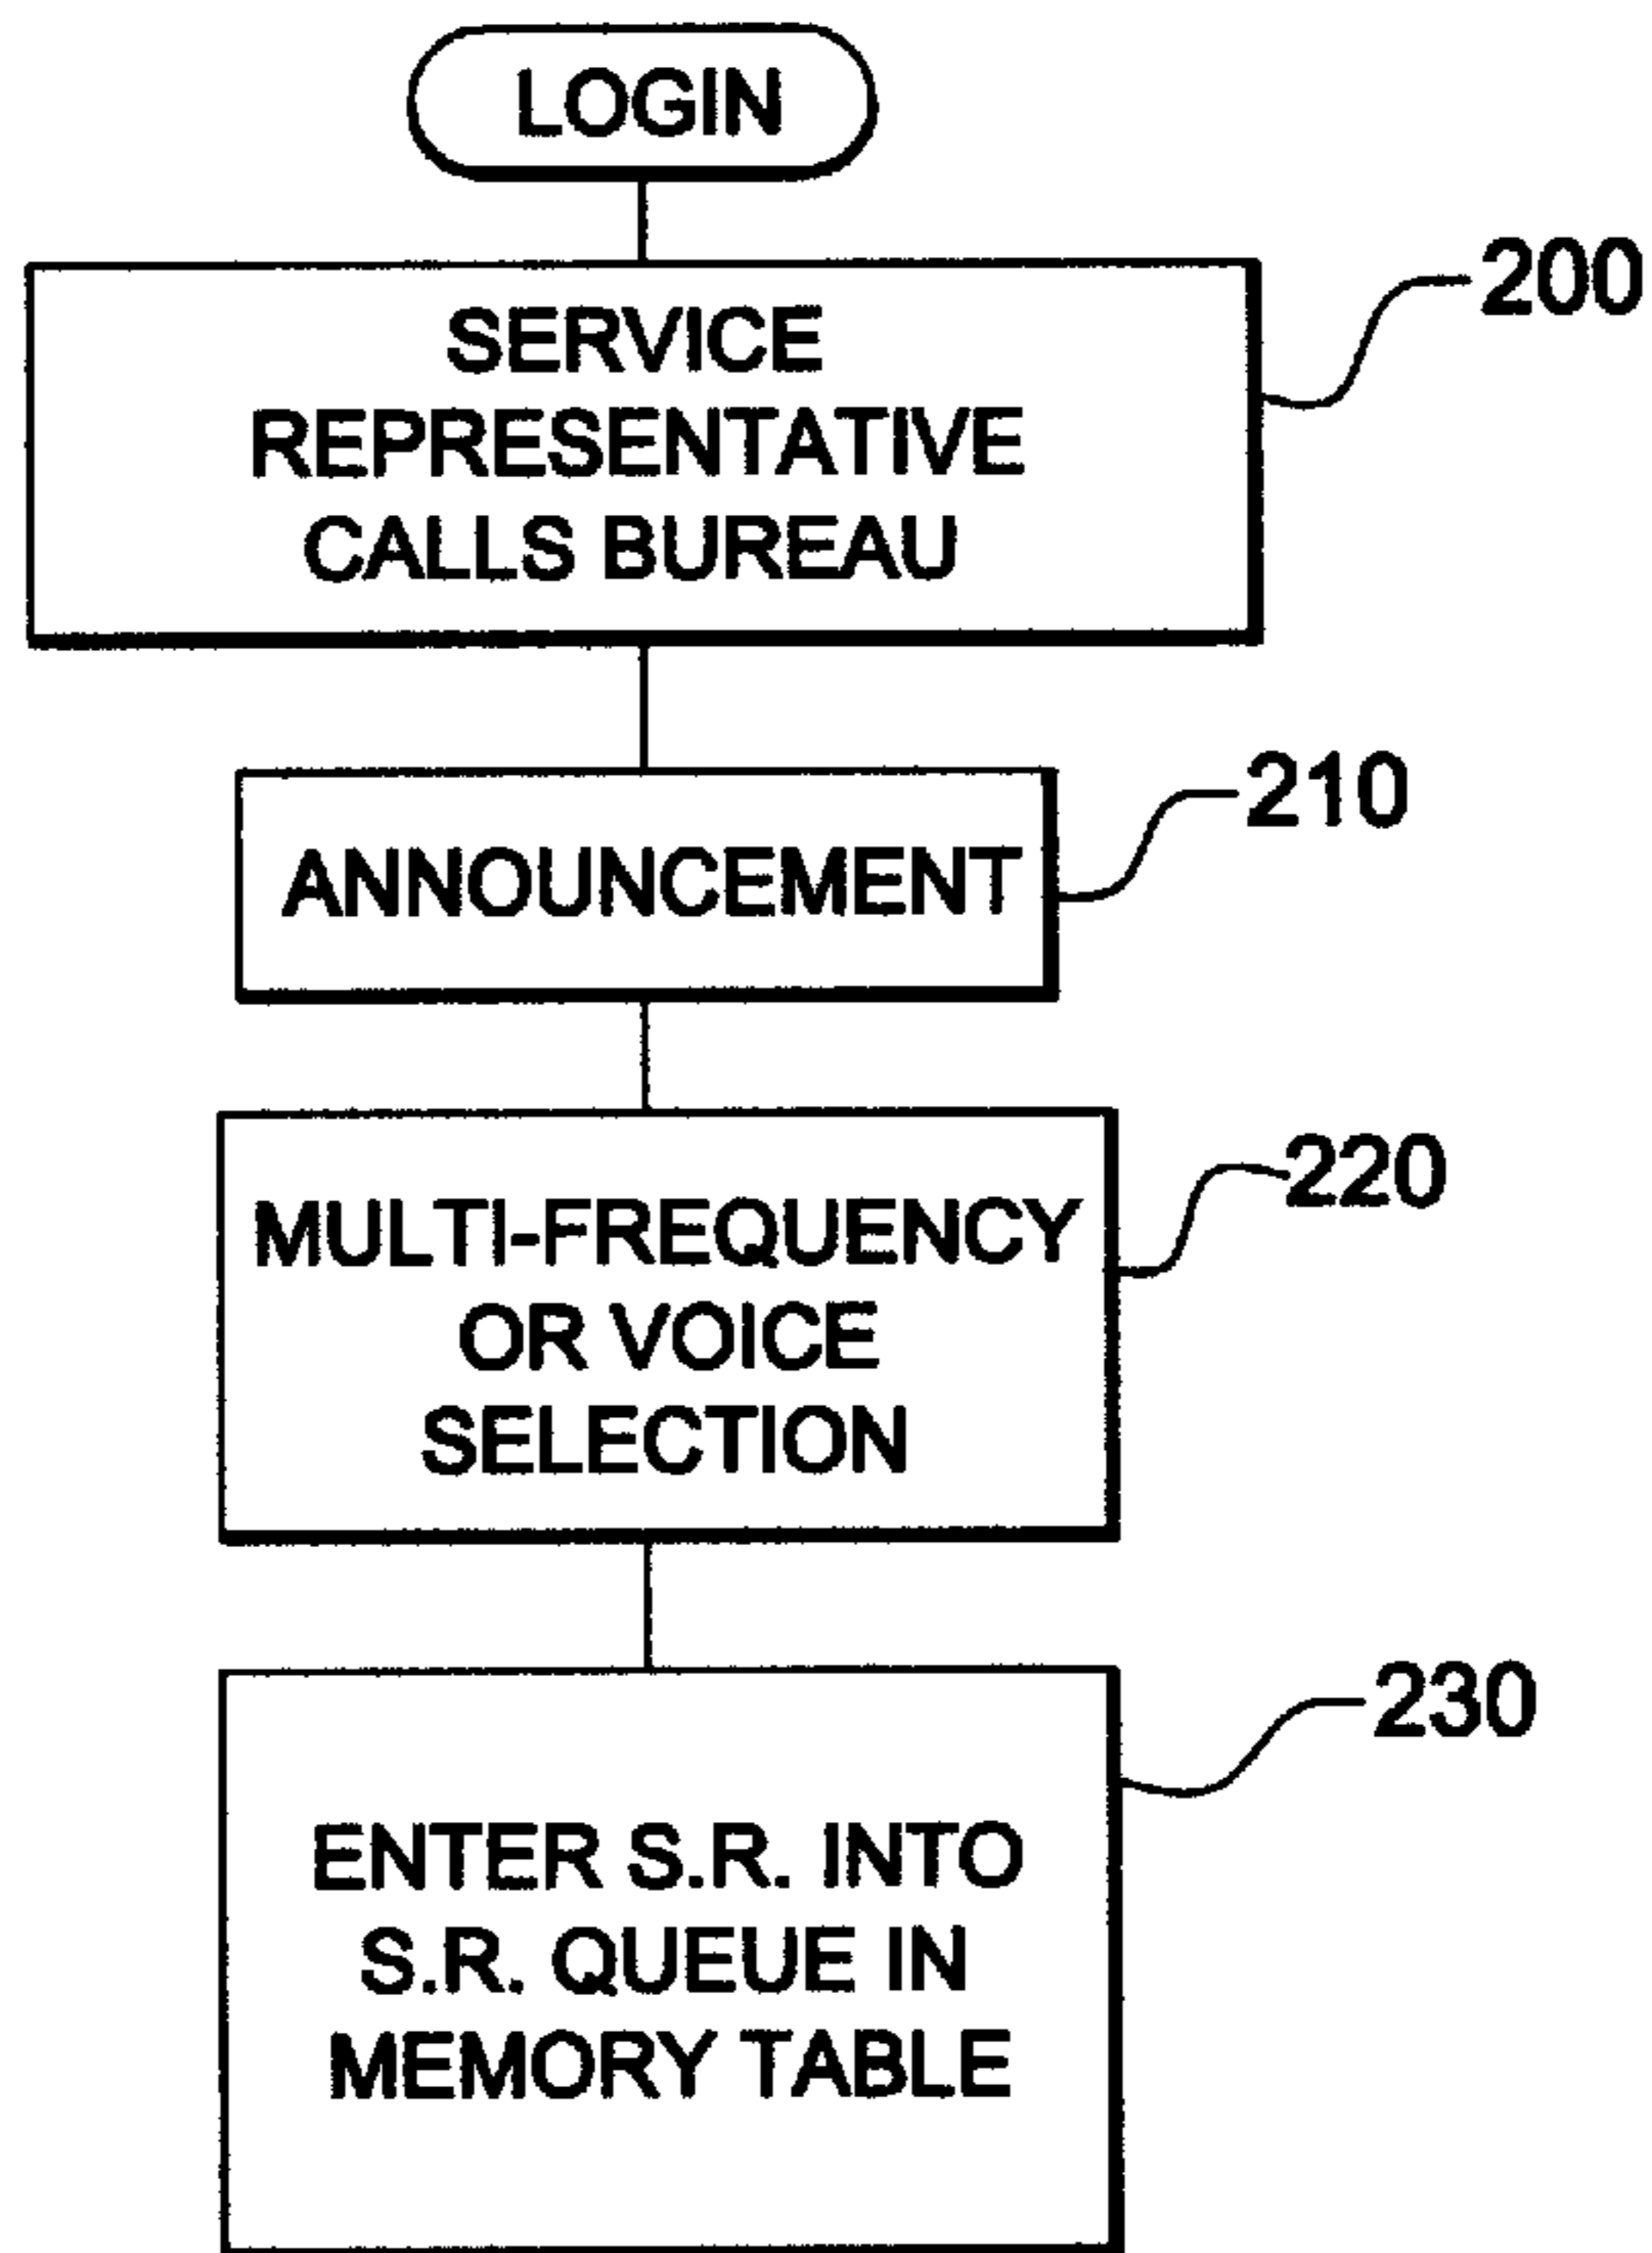 LOGIN
SERVICE
REPRESENTATIVE
CALLS BUREAU
200
ANNOUNCEMENT
210
MULTI-FREQUENCY
OR VOICE
SELECTION
220
ENTER S.R. INTO
S.R. QUEUE IN
MEMORY TABLE
230